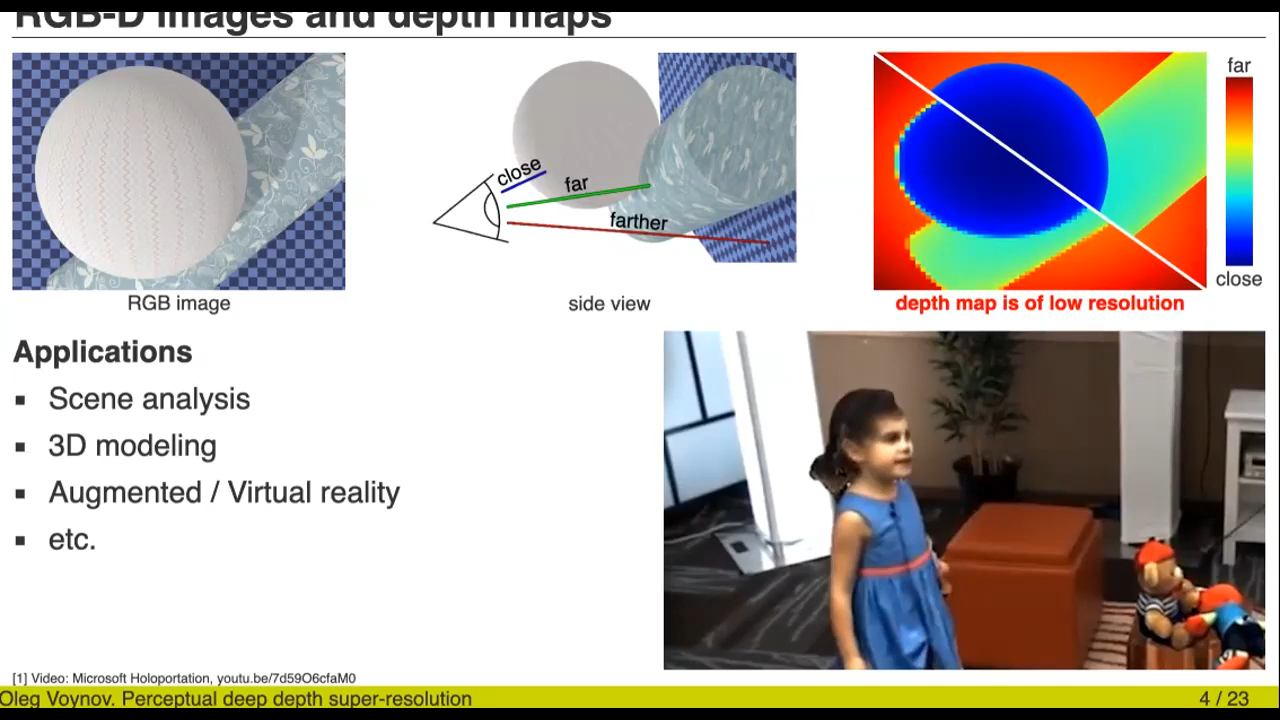 RGB-D images and depth maps
close
far
farther
far
close
RGB image
side view
depth map is of low resolution
Applications
▪ Scene analysis
▪ 3D modeling
▪ Augmented / Virtual reality
▪ etc.
[1] Video: Microsoft Holoportation, youtu.be/7d59O6cfaM0
Oleg Voynov. Perceptual deep depth super-resolution
4 / 23